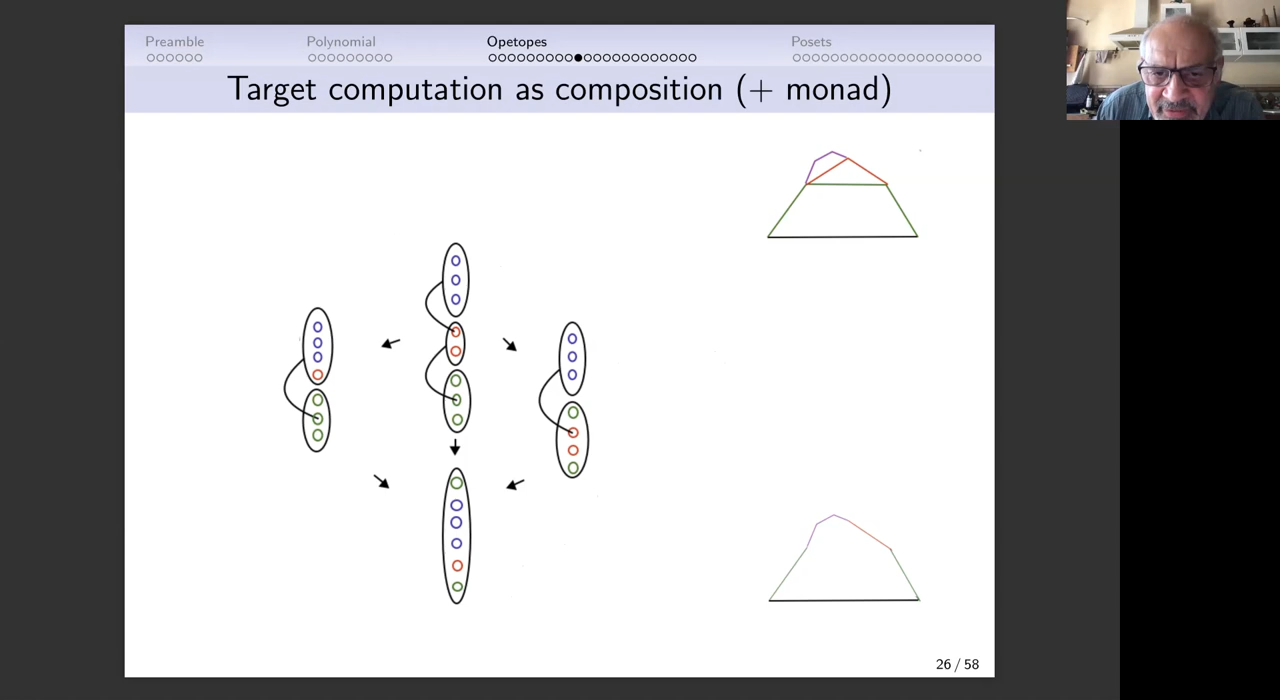 Preamble Polynomial Opetopes Posets
Target computation as composition (+ monad)
26 / 58